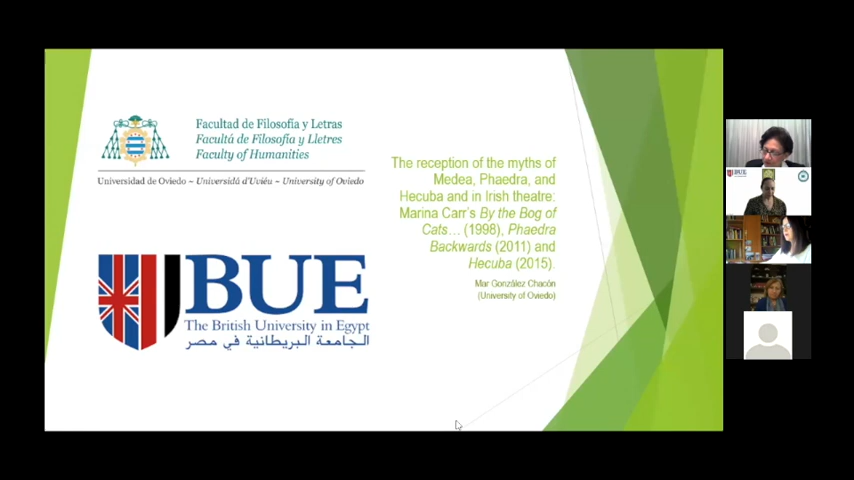 Facultad de Filosofía y Letras
Facultá de Filosofía y Lletres
Faculty of Humanities
Universidad de Oviedo – Universidá d'Uviéu – University of Oviedo
BUE
The British University in Egypt
الجامعة البريطانية في مصر
The reception of the myths of
Medea, Phaedra, and
Hecuba and in Irish theatre:
Marina Carr's By the Bog of
Cats… (1998), Phaedra
Backwards (2011) and
Hecuba (2015).
Mar González Chacón
(University of Oviedo)